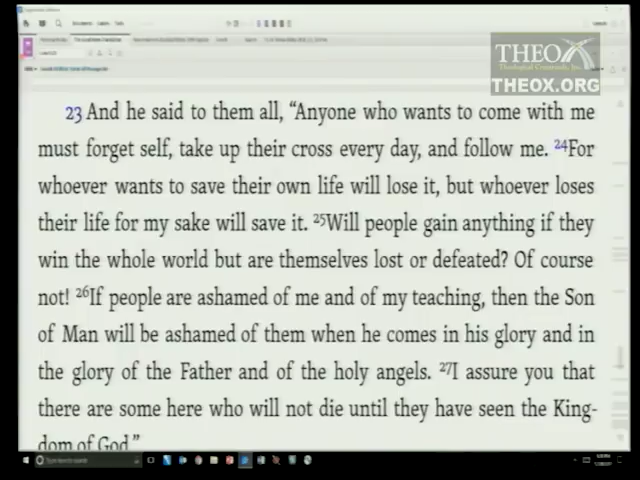 THEOX
THEOX.ORG
23 And he said to them all, “Anyone who wants to come with me
must forget self, take up their cross every day, and follow me. 24For
whoever wants to save their own life will lose it, but whoever loses
their life for my sake will save it. 25Will people gain anything if they
win the whole world but are themselves lost or defeated? Of course
not! 26If people are ashamed of me and of my teaching, then the Son
of Man will be ashamed of them when he comes in his glory and in
the glory of the Father and of the holy angels. 27I assure you that
there are some here who will not die until they have seen the King-
dom of God.”